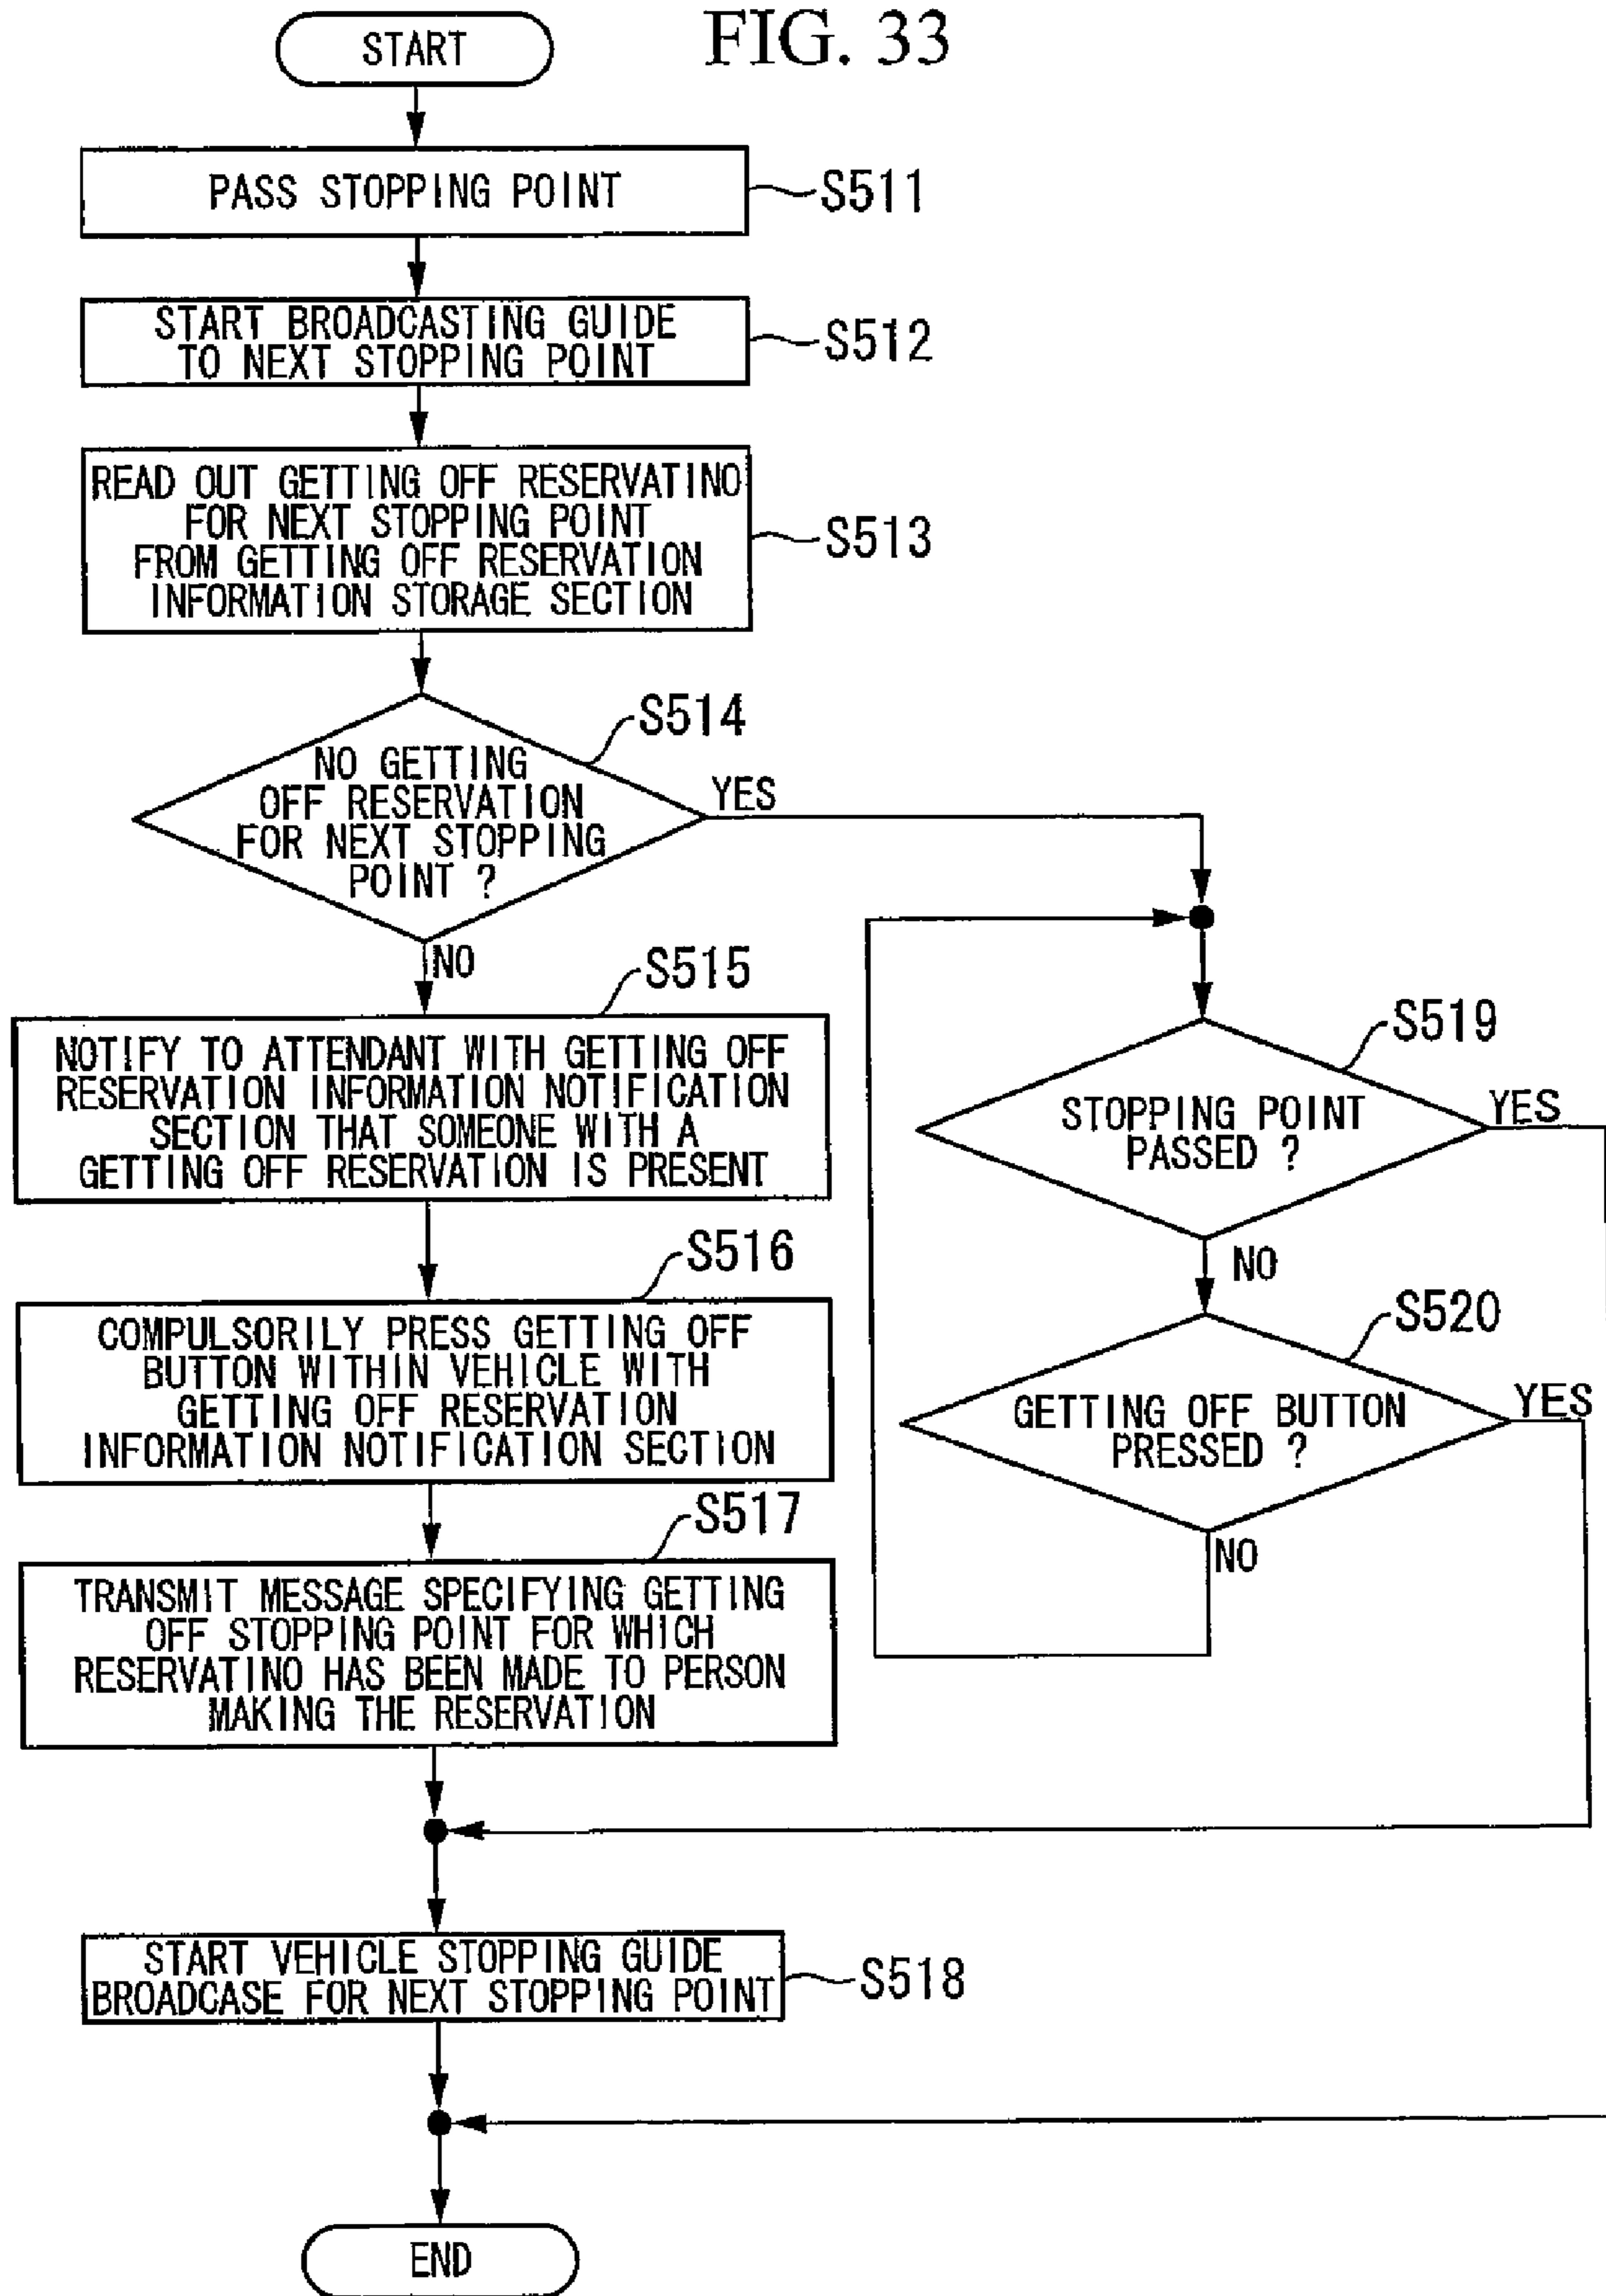 FIG. 33
START
PASS STOPPING POINT
S511
START BROADCASTING GUIDE
TO NEXT STOPPING POINT
S512
READ OUT GETTING OFF RESERVATINO
FOR NEXT STOPPING POINT
FROM GETTING OFF RESERVATION
INFORMATION STORAGE SECTION
S513
S514
NO GETTING
OFF RESERVATION
FOR NEXT STOPPING
POINT ?
YES
NO
S515
NOTIFY TO ATTENDANT WITH GETTING OFF
RESERVATION INFORMATION NOTIFICATION
SECTION THAT SOMEONE WITH A
GETTING OFF RESERVATION IS PRESENT
S516
COMPULSORILY PRESS GETTING OFF
BUTTON WITHIN VEHICLE WITH
GETTING OFF RESERVATION
INFORMATION NOTIFICATION SECTION
S517
TRANSMIT MESSAGE SPECIFYING GETTING
OFF STOPPING POINT FOR WHICH
RESERVATINO HAS BEEN MADE TO PERSON
MAKING THE RESERVATION
S519
STOPPING POINT
PASSED ?
YES
NO
S520
GETTING OFF BUTTON
PRESSED ?
YES
NO
START VEHICLE STOPPING GUIDE
BROADCASE FOR NEXT STOPPING POINT
S518
END